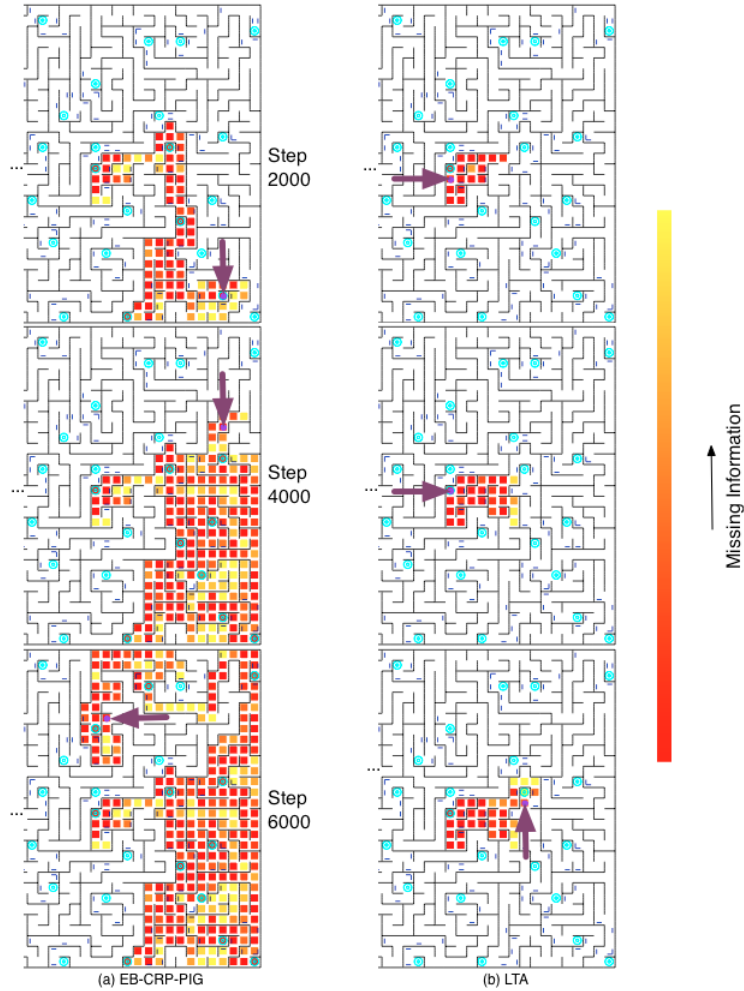 ...
Step
2000
...
...
Step
4000
...
...
Step
6000
...
Missing Information
(a) EB-CRP-PIG
(b) LTA